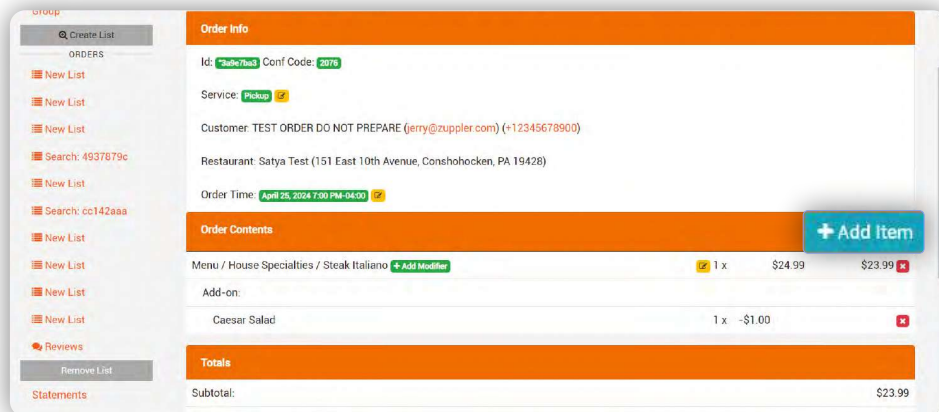 Group
Create List
ORDERS
New List
New List
New List
Search: 4937879c
New List
Search: cc142aaa
New List
New List
New List
New List
Reviews
Remove List
Statements
Order Info
Id: *3a9e7ba3 Conf Code: 2076
Service: Pickup
Customer: TEST ORDER DO NOT PREPARE (jerry@zuppler.com) (+12345678900)
Restaurant: Satya Test (151 East 10th Avenue, Conshohocken, PA 19428)
Order Time: April 25, 2024 7:00 PM-04:00
Order Contents
+ Add Item
Menu / House Specialties / Steak Italiano + Add Modifier 1 x $24.99 $23.99
Add-on:
Caesar Salad 1 x -$1.00
Totals
Subtotal: $23.99